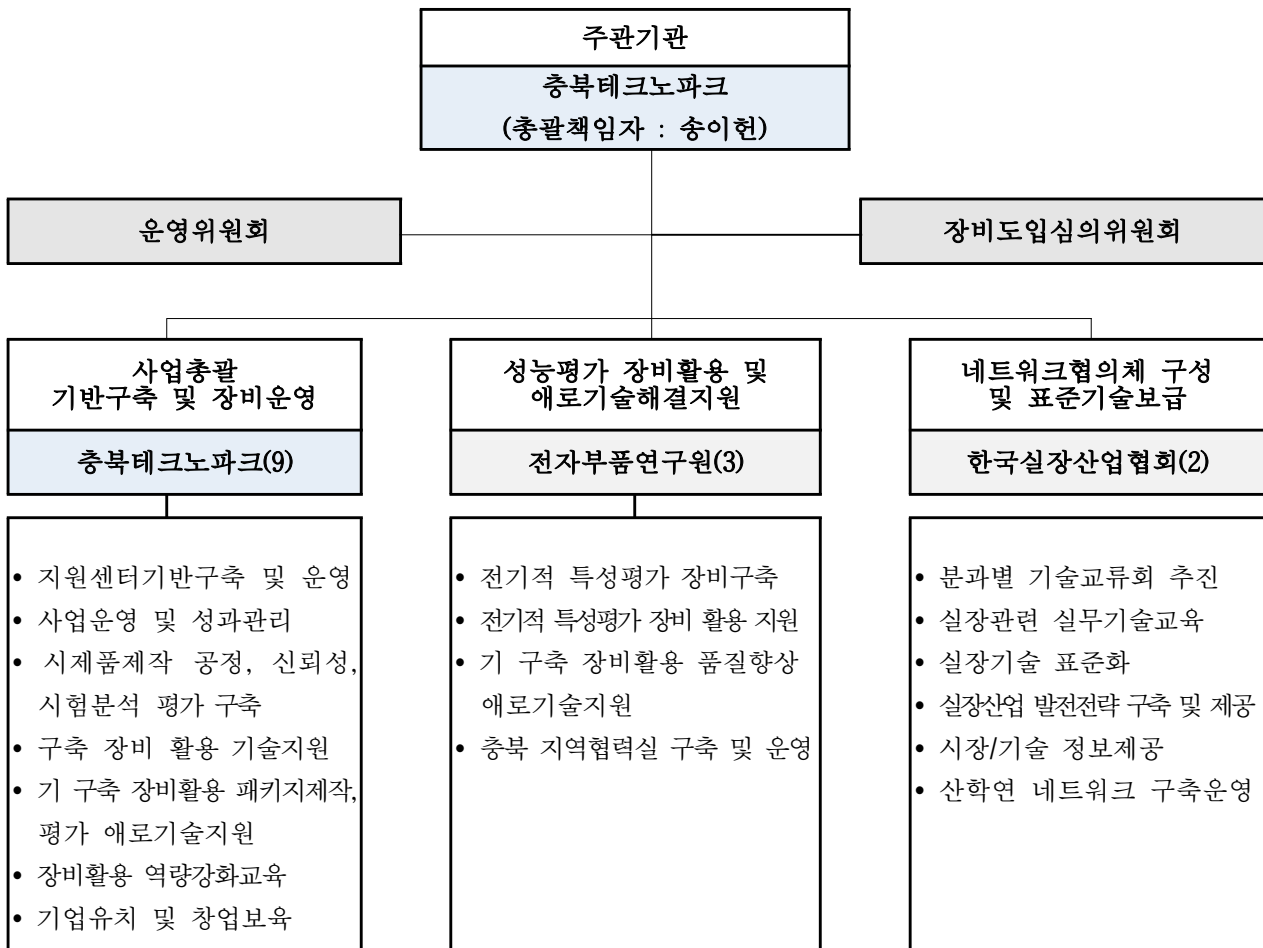 주관기관
충북테크노파크
(총괄책임자 : 송이헌)
운영위원회
장비도입심의위원회
사업총괄
기반구축 및 장비운영
충북테크노파크(9)
• 지원센터기반구축 및 운영
• 사업운영 및 성과관리
• 시제품제작 공정, 신뢰성,
시험분석 평가 구축
• 구축 장비 활용 기술지원
• 기 구축 장비활용 패키지제작,
평가 애로기술지원
• 장비활용 역량강화교육
• 기업유치 및 창업보육
성능평가 장비활용 및
애로기술해결지원
전자부품연구원(3)
• 전기적 특성평가 장비구축
• 전기적 특성평가 장비 활용 지원
• 기 구축 장비활용 품질향상
애로기술지원
• 충북 지역협력실 구축 및 운영
네트워크협의체 구성
및 표준기술보급
한국실장산업협회(2)
• 분과별 기술교류회 추진
• 실장관련 실무기술교육
• 실장기술 표준화
• 실장산업 발전전략 구축 및 제공
• 시장/기술 정보제공
• 산학연 네트워크 구축운영